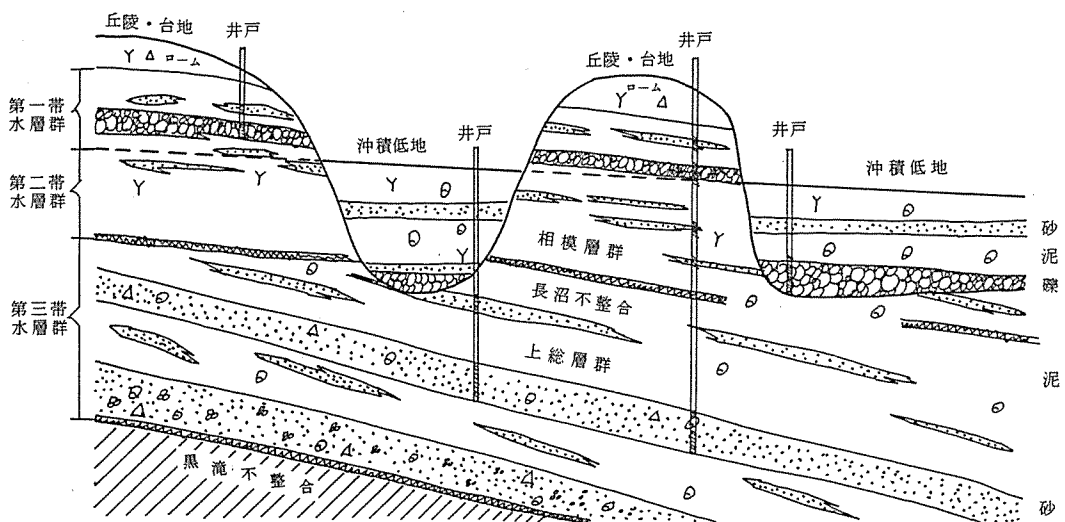 丘陵・台地
井戸
ローム
第一帯
水層群
第二帯
水層群
第三帯
水層群
沖積低地
井戸
丘陵・台地
井戸
ローム
井戸
沖積低地
相模層群
長沼不整合
上総層群
黒滝不整合
砂
泥
礫
泥
砂